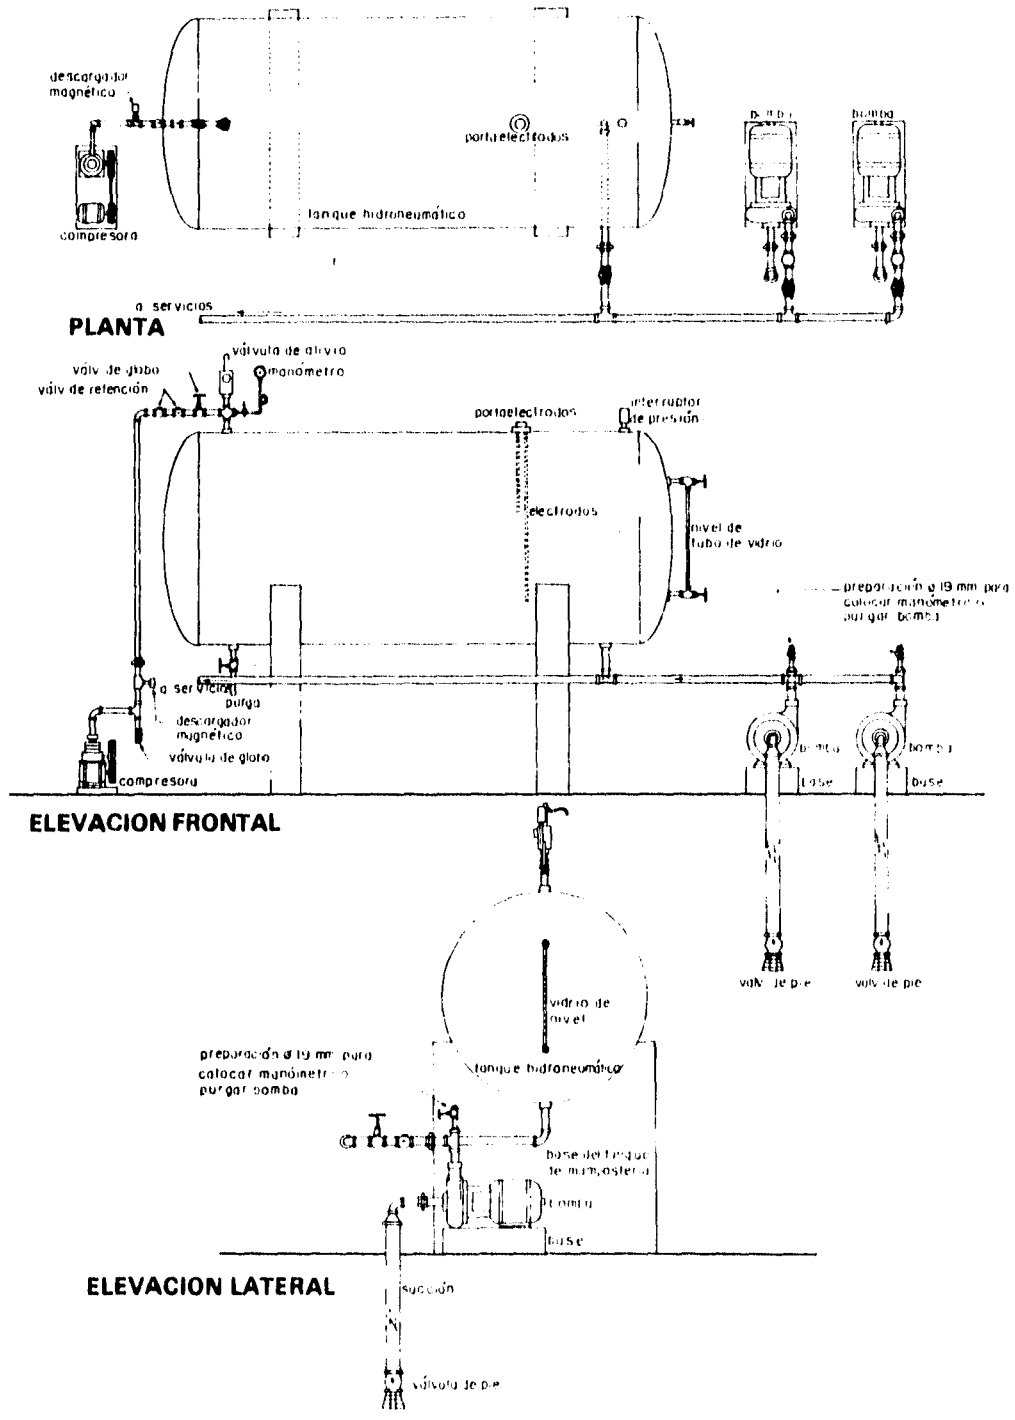 descargador
magnético
bomba
bomba
portaelectrodos
tanque hidroneumático
compresora
a servicios
PLANTA
válvula de alivio
válv de globo
manómetro
válv de retención
portaelectrodos
interruptor
de presión
electrodos
nivel de
tubo de vidrio
preparación ø 19 mm para
colocar manómetro o
purgar bomba
a servicios
purga
descargador
magnético
válvula de globo
compresora
bomba
bomba
base
base
ELEVACION FRONTAL
valv de pie
valv de pie
vidrio de
nivel
preparación ø 19 mm para
colocar manómetro o
purgar bomba
tanque hidroneumático
base del tanque
de mampostería
bomba
base
ELEVACION LATERAL
succión
válvula de pie